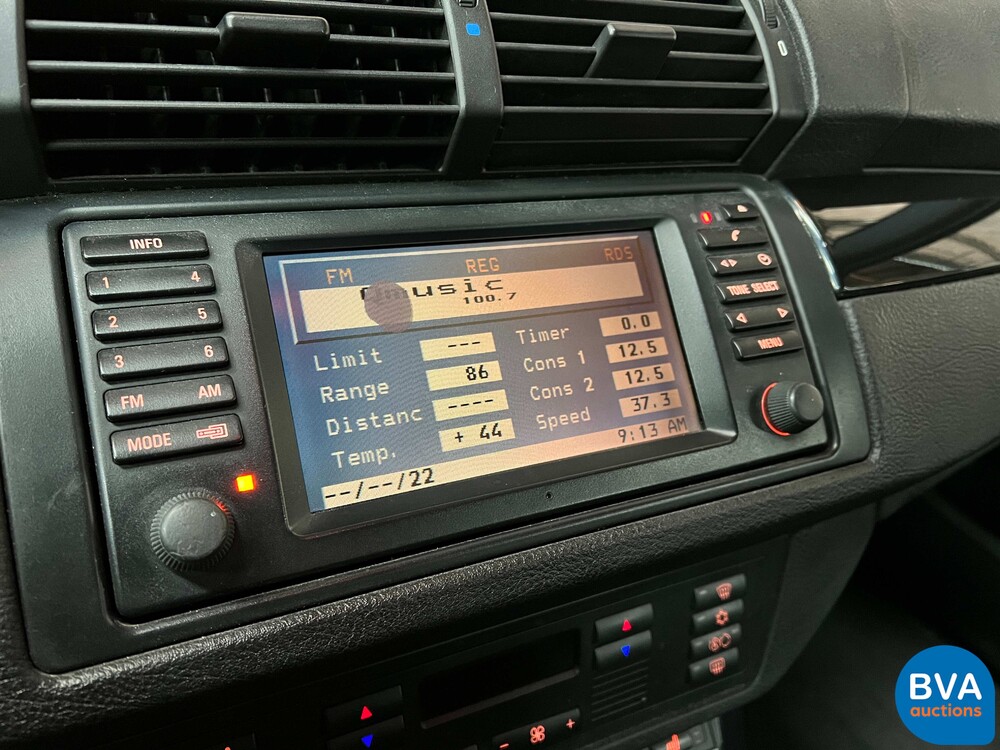 INFO
1 4
2 5
3 6
FM AM
MODE
FM REG RDS
Qmusic
100.7
Limit ---
Range 86
Distanc ----
Temp. + 44
Timer 0.0
Cons 1 12.5
Cons 2 12.5
Speed 37.3
--/--/22 9:13 AM
TONE SELECT
MENU
BVA
auctions